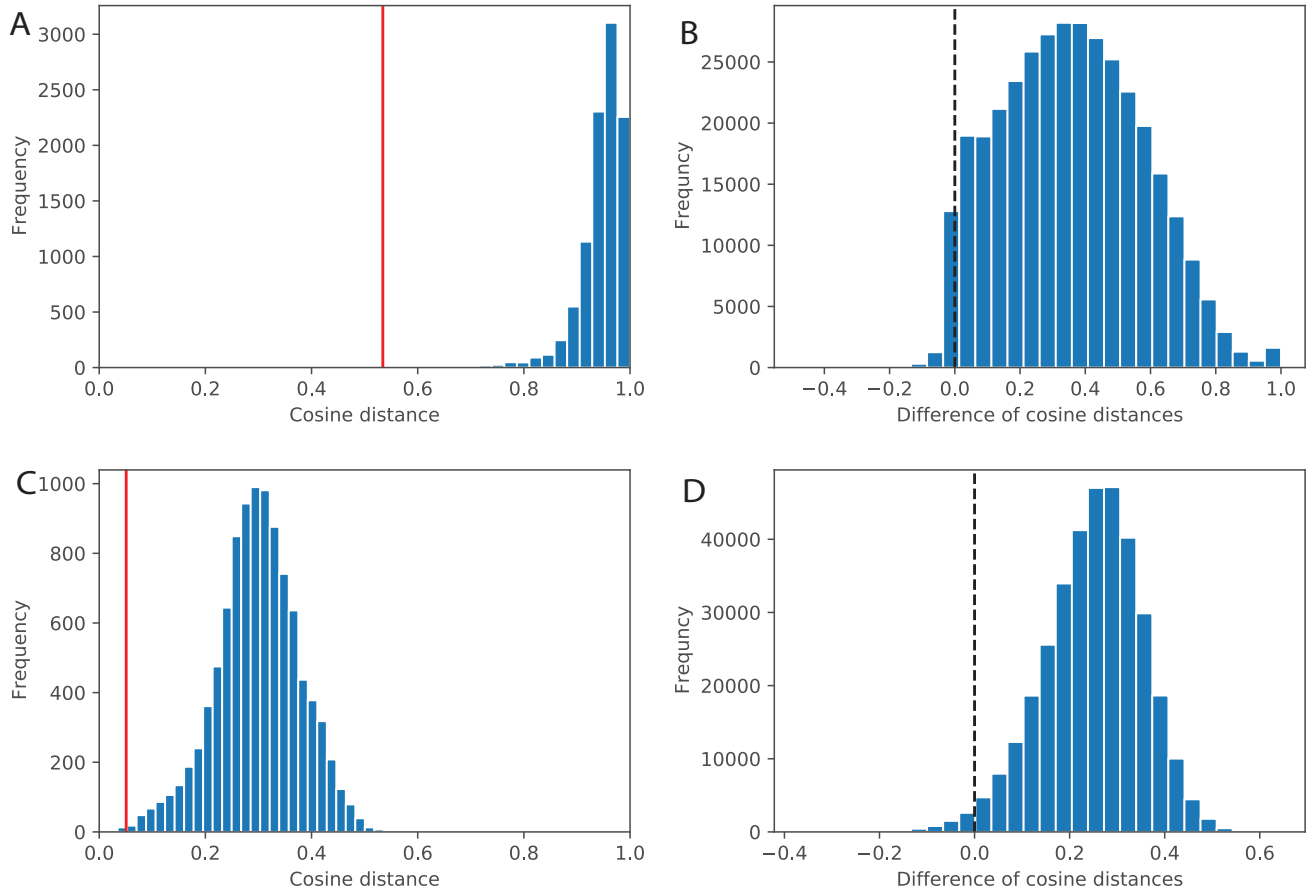 A
3000
2500
2000
1500
1000
500
0
Frequency
0.0 0.2 0.4 0.6 0.8 1.0
Cosine distance
B
25000
20000
15000
10000
5000
0
Frequncy
−0.4 −0.2 0.0 0.2 0.4 0.6 0.8 1.0
Difference of cosine distances
C
1000
800
600
400
200
0
Frequency
0.0 0.2 0.4 0.6 0.8 1.0
Cosine distance
D
40000
30000
20000
10000
0
Frequncy
−0.4 −0.2 0.0 0.2 0.4 0.6
Difference of cosine distances